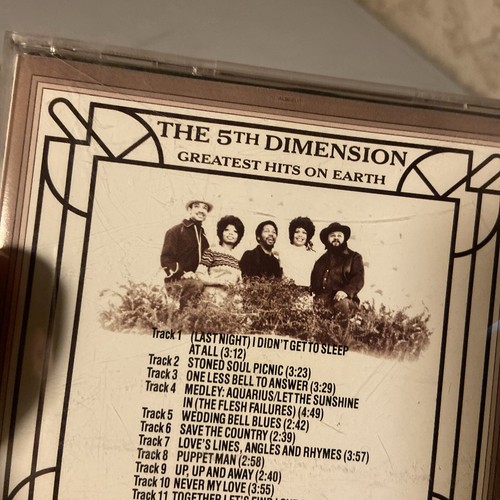 THE 5TH DIMENSION
GREATEST HITS ON EARTH
Track 1 (LAST NIGHT) I DIDN'T GET TO SLEEP
AT ALL (3:12)
Track 2 STONED SOUL PICNIC (3:23)
Track 3 ONE LESS BELL TO ANSWER (3:29)
Track 4 MEDLEY: AQUARIUS/LET THE SUNSHINE
IN (THE FLESH FAILURES) (4:49)
Track 5 WEDDING BELL BLUES (2:42)
Track 6 SAVE THE COUNTRY (2:39)
Track 7 LOVE'S LINES, ANGLES AND RHYMES (3:57)
Track 8 PUPPET MAN (2:58)
Track 9 UP, UP AND AWAY (2:40)
Track 10 NEVER MY LOVE (3:55)
Track 11 TOGETHER LET'S FIND